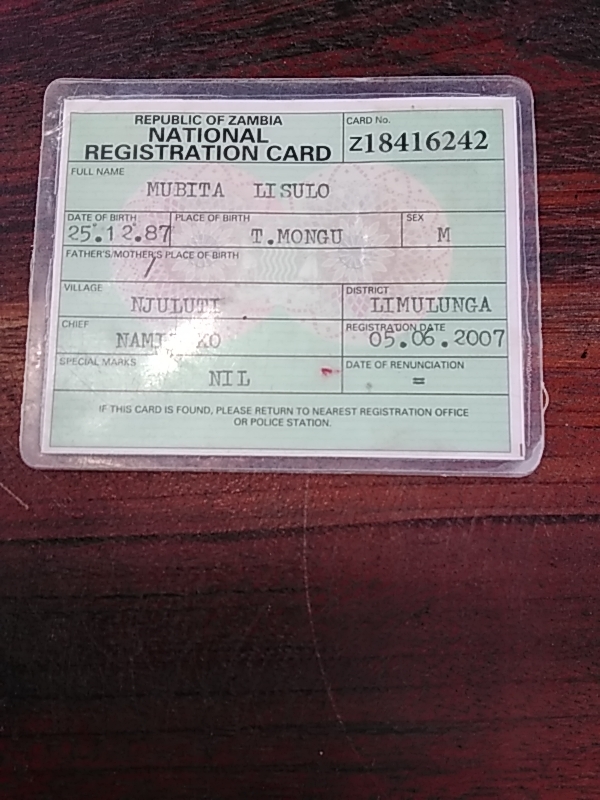 REPUBLIC OF ZAMBIA
NATIONAL
REGISTRATION CARD
CARD No.
Z18416242
FULL NAME
MUBITA LISULO
DATE OF BIRTH
25.12.87
PLACE OF BIRTH
T.MONGU
SEX
M
FATHER'S/MOTHER'S PLACE OF BIRTH
/
VILLAGE
NJULUTI
DISTRICT
LIMULUNGA
CHIEF
REGISTRATION DATE
05.06.2007
SPECIAL MARKS
NIL
DATE OF RENUNCIATION
=
IF THIS CARD IS FOUND, PLEASE RETURN TO NEAREST REGISTRATION OFFICE
OR POLICE STATION.